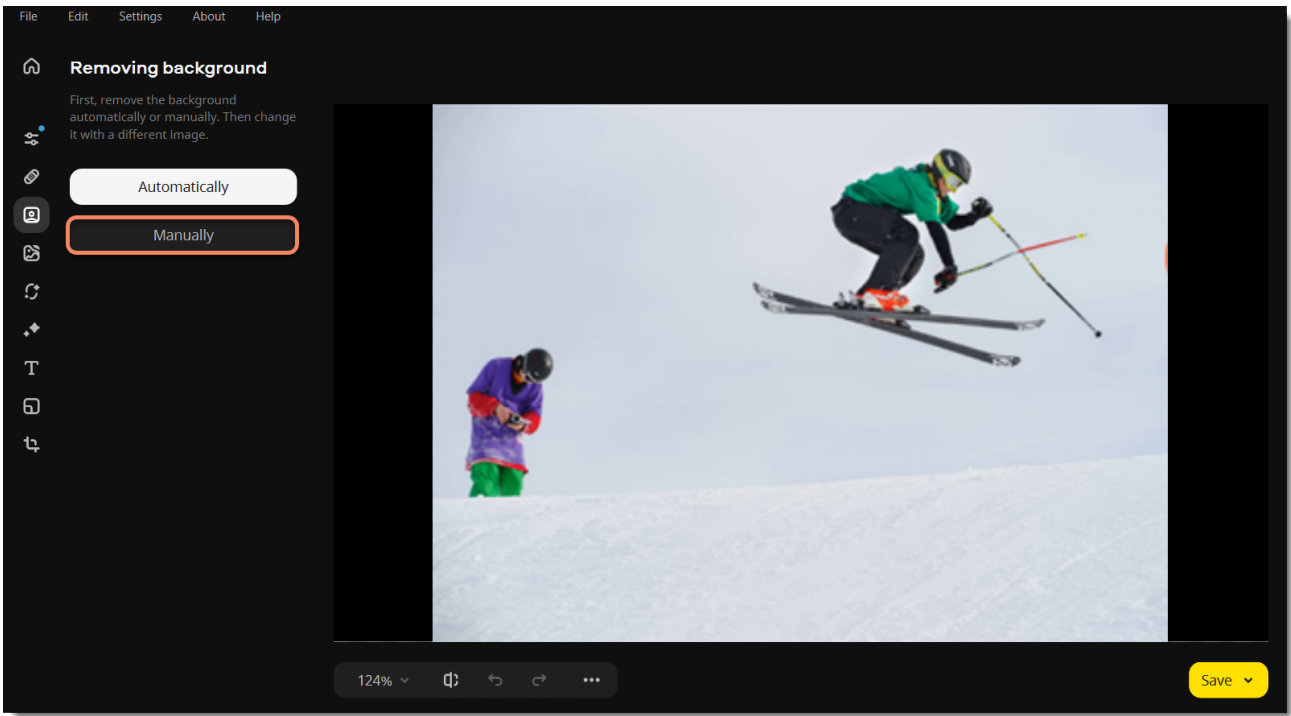 File Edit Settings About Help
Removing background
First, remove the background
automatically or manually. Then change
it with a different image.
Automatically
Manually
124%
Save